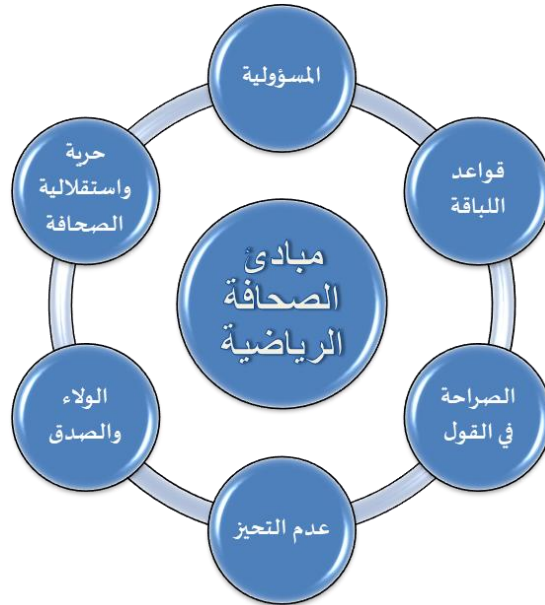 المسؤولية
قواعد
اللباقة
الصراحة
في القول
عدم التحيز
الولاء
والصدق
حرية
واستقلالية
الصحافة
مبادئ
الصحافة
الرياضية